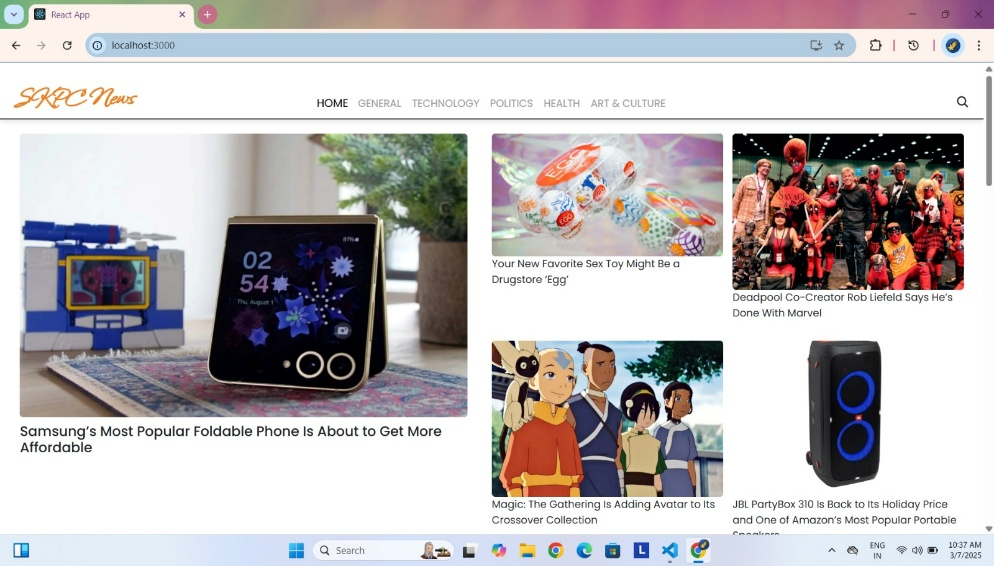 React App
localhost:3000
SKPC News
HOME GENERAL TECHNOLOGY POLITICS HEALTH ART & CULTURE
02
54
Thu, August 1
87%
EGG
Samsung's Most Popular Foldable Phone Is About to Get More
Affordable
Your New Favorite Sex Toy Might Be a
Drugstore ‘Egg’
Deadpool Co-Creator Rob Liefeld Says He’s
Done With Marvel
Magic: The Gathering Is Adding Avatar to Its
Crossover Collection
JBL PartyBox 310 Is Back to Its Holiday Price
and One of Amazon’s Most Popular Portable
Speakers
Search
ENG
IN
10:37 AM
3/7/2025